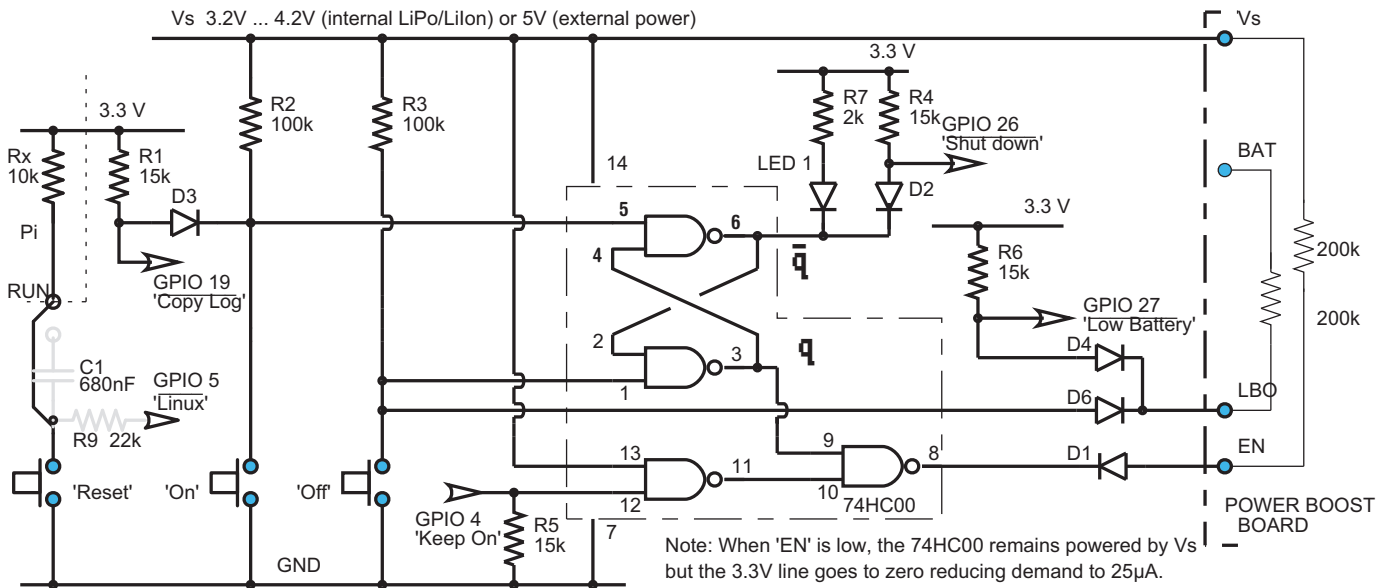 Vs 3.2V ... 4.2V (internal LiPo/LiIon) or 5V (external power)
Vs
3.3 V
R7
2k
R4
15k
GPIO 26
'Shut down'
R2
100k
R3
100k
3.3 V
Rx
10k
R1
15k
D3
LED 1
D2
BAT
14
5
6
4
Pi
3.3 V
q
R6
15k
200k
RUN
GPIO 19
'Copy Log'
GPIO 27
'Low Battery'
200k
2
3
q
D4
C1
680nF
GPIO 5
'Linux'
1
D6
LBO
R9 22k
9
8
D1
EN
13
11
10
'Reset'
'On'
'Off'
12
74HC00
GPIO 4
'Keep On'
R5
15k
7
POWER BOOST
BOARD
GND
Note: When 'EN' is low, the 74HC00 remains powered by Vs
but the 3.3V line goes to zero reducing demand to 25µA.